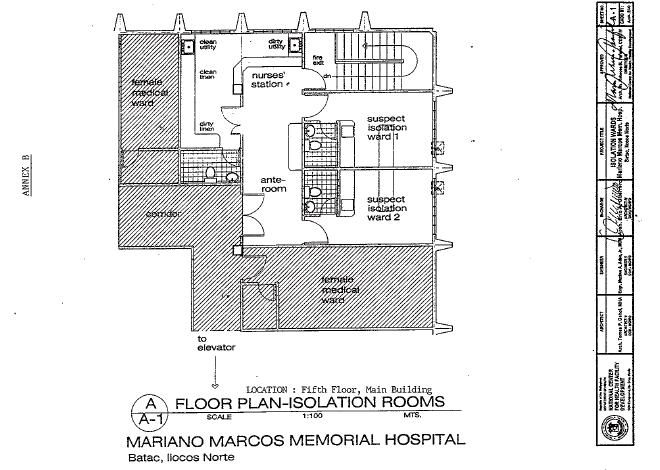 ANNEX B
clean
utility
dirty
utility
fire
exit
dn
clean
linen
nurses'
station
female
medical
ward
dirty
linen
suspect
isolation
ward 1
ante-
room
suspect
isolation
ward 2
corridor
female
medical
ward
to
elevator
LOCATION : Fifth Floor, Main Building
A
A-1
FLOOR PLAN-ISOLATION ROOMS
SCALE
1:100
MTS.
MARIANO MARCOS MEMORIAL HOSPITAL
Batac, Ilocos Norte
SHEET NO.
A-1
APPROVED
PROJECT TITLE
ISOLATION WARDS
Mariano Marcos Mem. Hosp.
Batac, Ilocos Norte
ENGINEER
ARCHITECT
NATIONAL CENTER
FOR HEALTH FACILITY
DEVELOPMENT